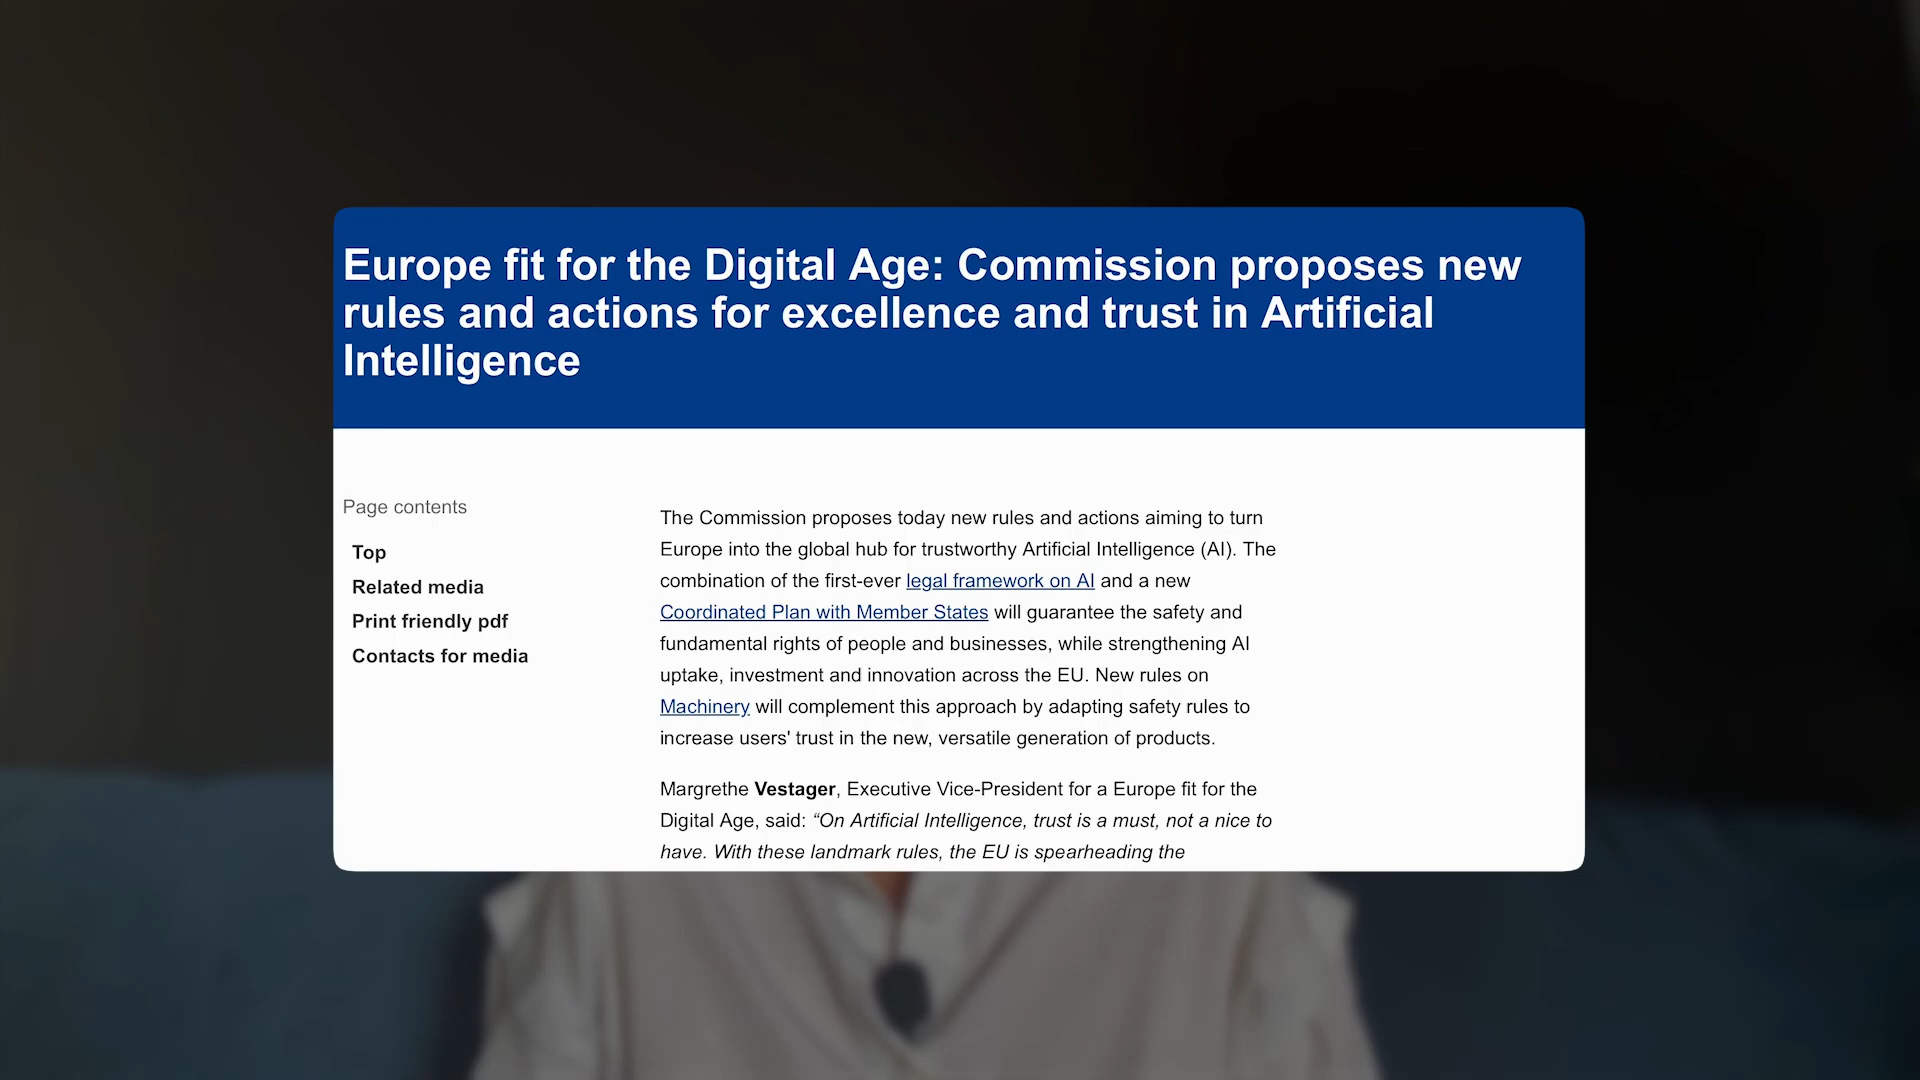 Europe fit for the Digital Age: Commission proposes new
rules and actions for excellence and trust in Artificial
Intelligence
Page contents
Top
Related media
Print friendly pdf
Contacts for media
The Commission proposes today new rules and actions aiming to turn
Europe into the global hub for trustworthy Artificial Intelligence (AI). The
combination of the first-ever legal framework on AI and a new
Coordinated Plan with Member States will guarantee the safety and
fundamental rights of people and businesses, while strengthening AI
uptake, investment and innovation across the EU. New rules on
Machinery will complement this approach by adapting safety rules to
increase users' trust in the new, versatile generation of products.
Margrethe Vestager, Executive Vice-President for a Europe fit for the
Digital Age, said: “On Artificial Intelligence, trust is a must, not a nice to
have. With these landmark rules, the EU is spearheading the